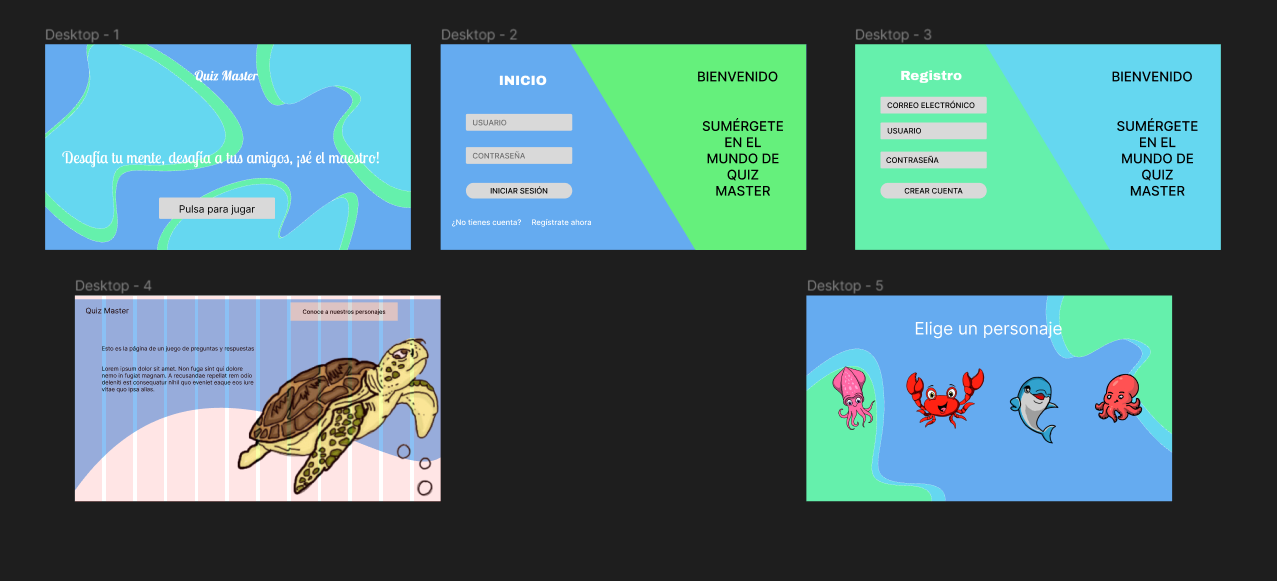 Desktop - 1
Quiz Master
Desafía tu mente, desafía a tus amigos, ¡sé el maestro!
Pulsa para jugar
Desktop - 2
INICIO
USUARIO
CONTRASEÑA
INICIAR SESIÓN
¿No tienes cuenta? Regístrate ahora
BIENVENIDO
SUMÉRGETE
EN EL
MUNDO DE
QUIZ
MASTER
Desktop - 3
Registro
CORREO ELECTRÓNICO
USUARIO
CONTRASEÑA
CREAR CUENTA
BIENVENIDO
SUMÉRGETE
EN EL
MUNDO DE
QUIZ
MASTER
Desktop - 4
Quiz Master
Conoce a nuestros personajes
Esto es la página de un juego de preguntas y respuestas
Lorem ipsum dolor sit amet. Non fuga sint qui dolore
nemo in fugiat magnam. A recusandae repellat rem odio
deleniti est consequatur nihil quo eveniet eaque eos iure
vitae quo ipsa alias.
Desktop - 5
Elige un personaje